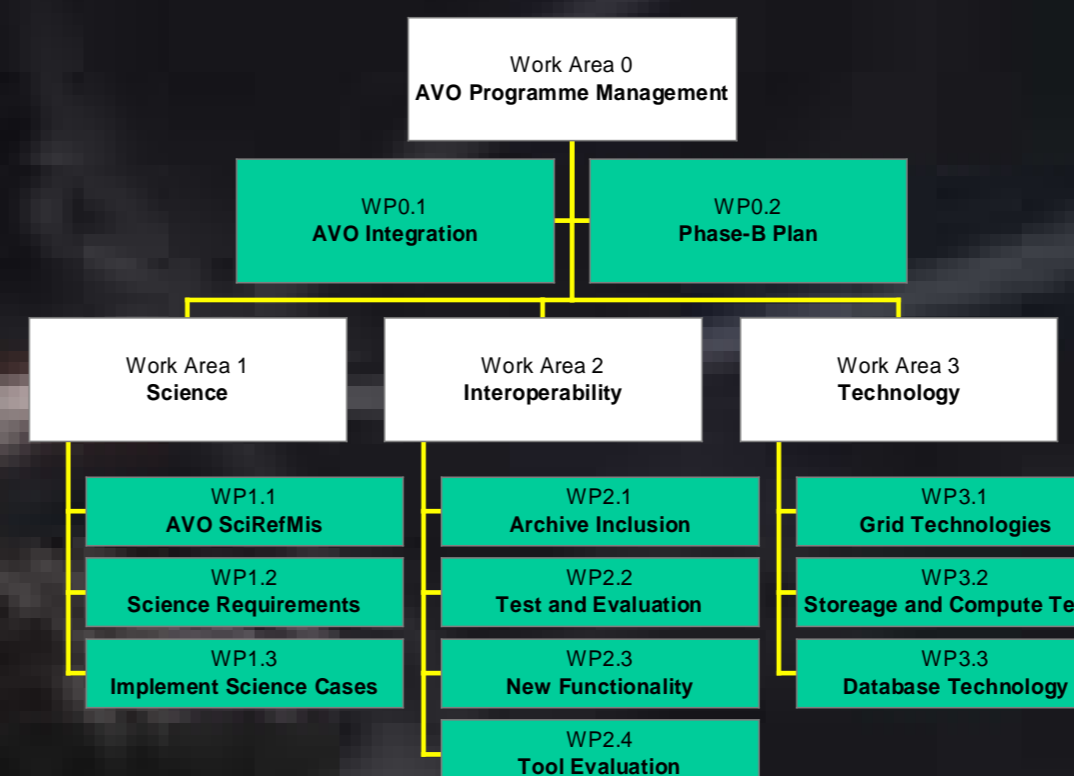 Work Area 0
AVO Programme Management
WP0.1
AVO Integration
WP0.2
Phase-B Plan
Work Area 1
Science
WP1.1
AVO SciRefMis
WP1.2
Science Requirements
WP1.3
Implement Science Cases
Work Area 2
Interoperability
WP2.1
Archive Inclusion
WP2.2
Test and Evaluation
WP2.3
New Functionality
WP2.4
Tool Evaluation
Work Area 3
Technology
WP3.1
Grid Technologies
WP3.2
Storeage and Compute
WP3.3
Database Technology